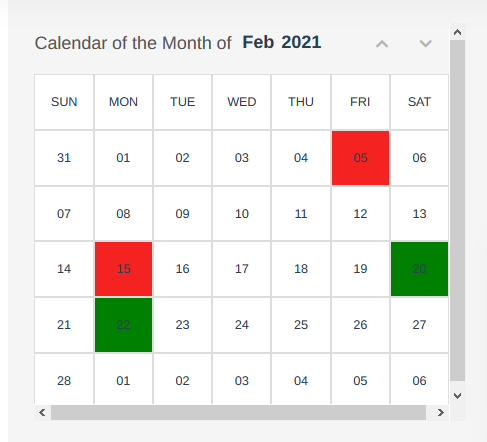 Calendar of the Month of Feb 2021
SUN MON TUE WED THU FRI SAT
31 01 02 03 04 05 06
07 08 09 10 11 12 13
14 15 16 17 18 19 20
21 22 23 24 25 26 27
28 01 02 03 04 05 06